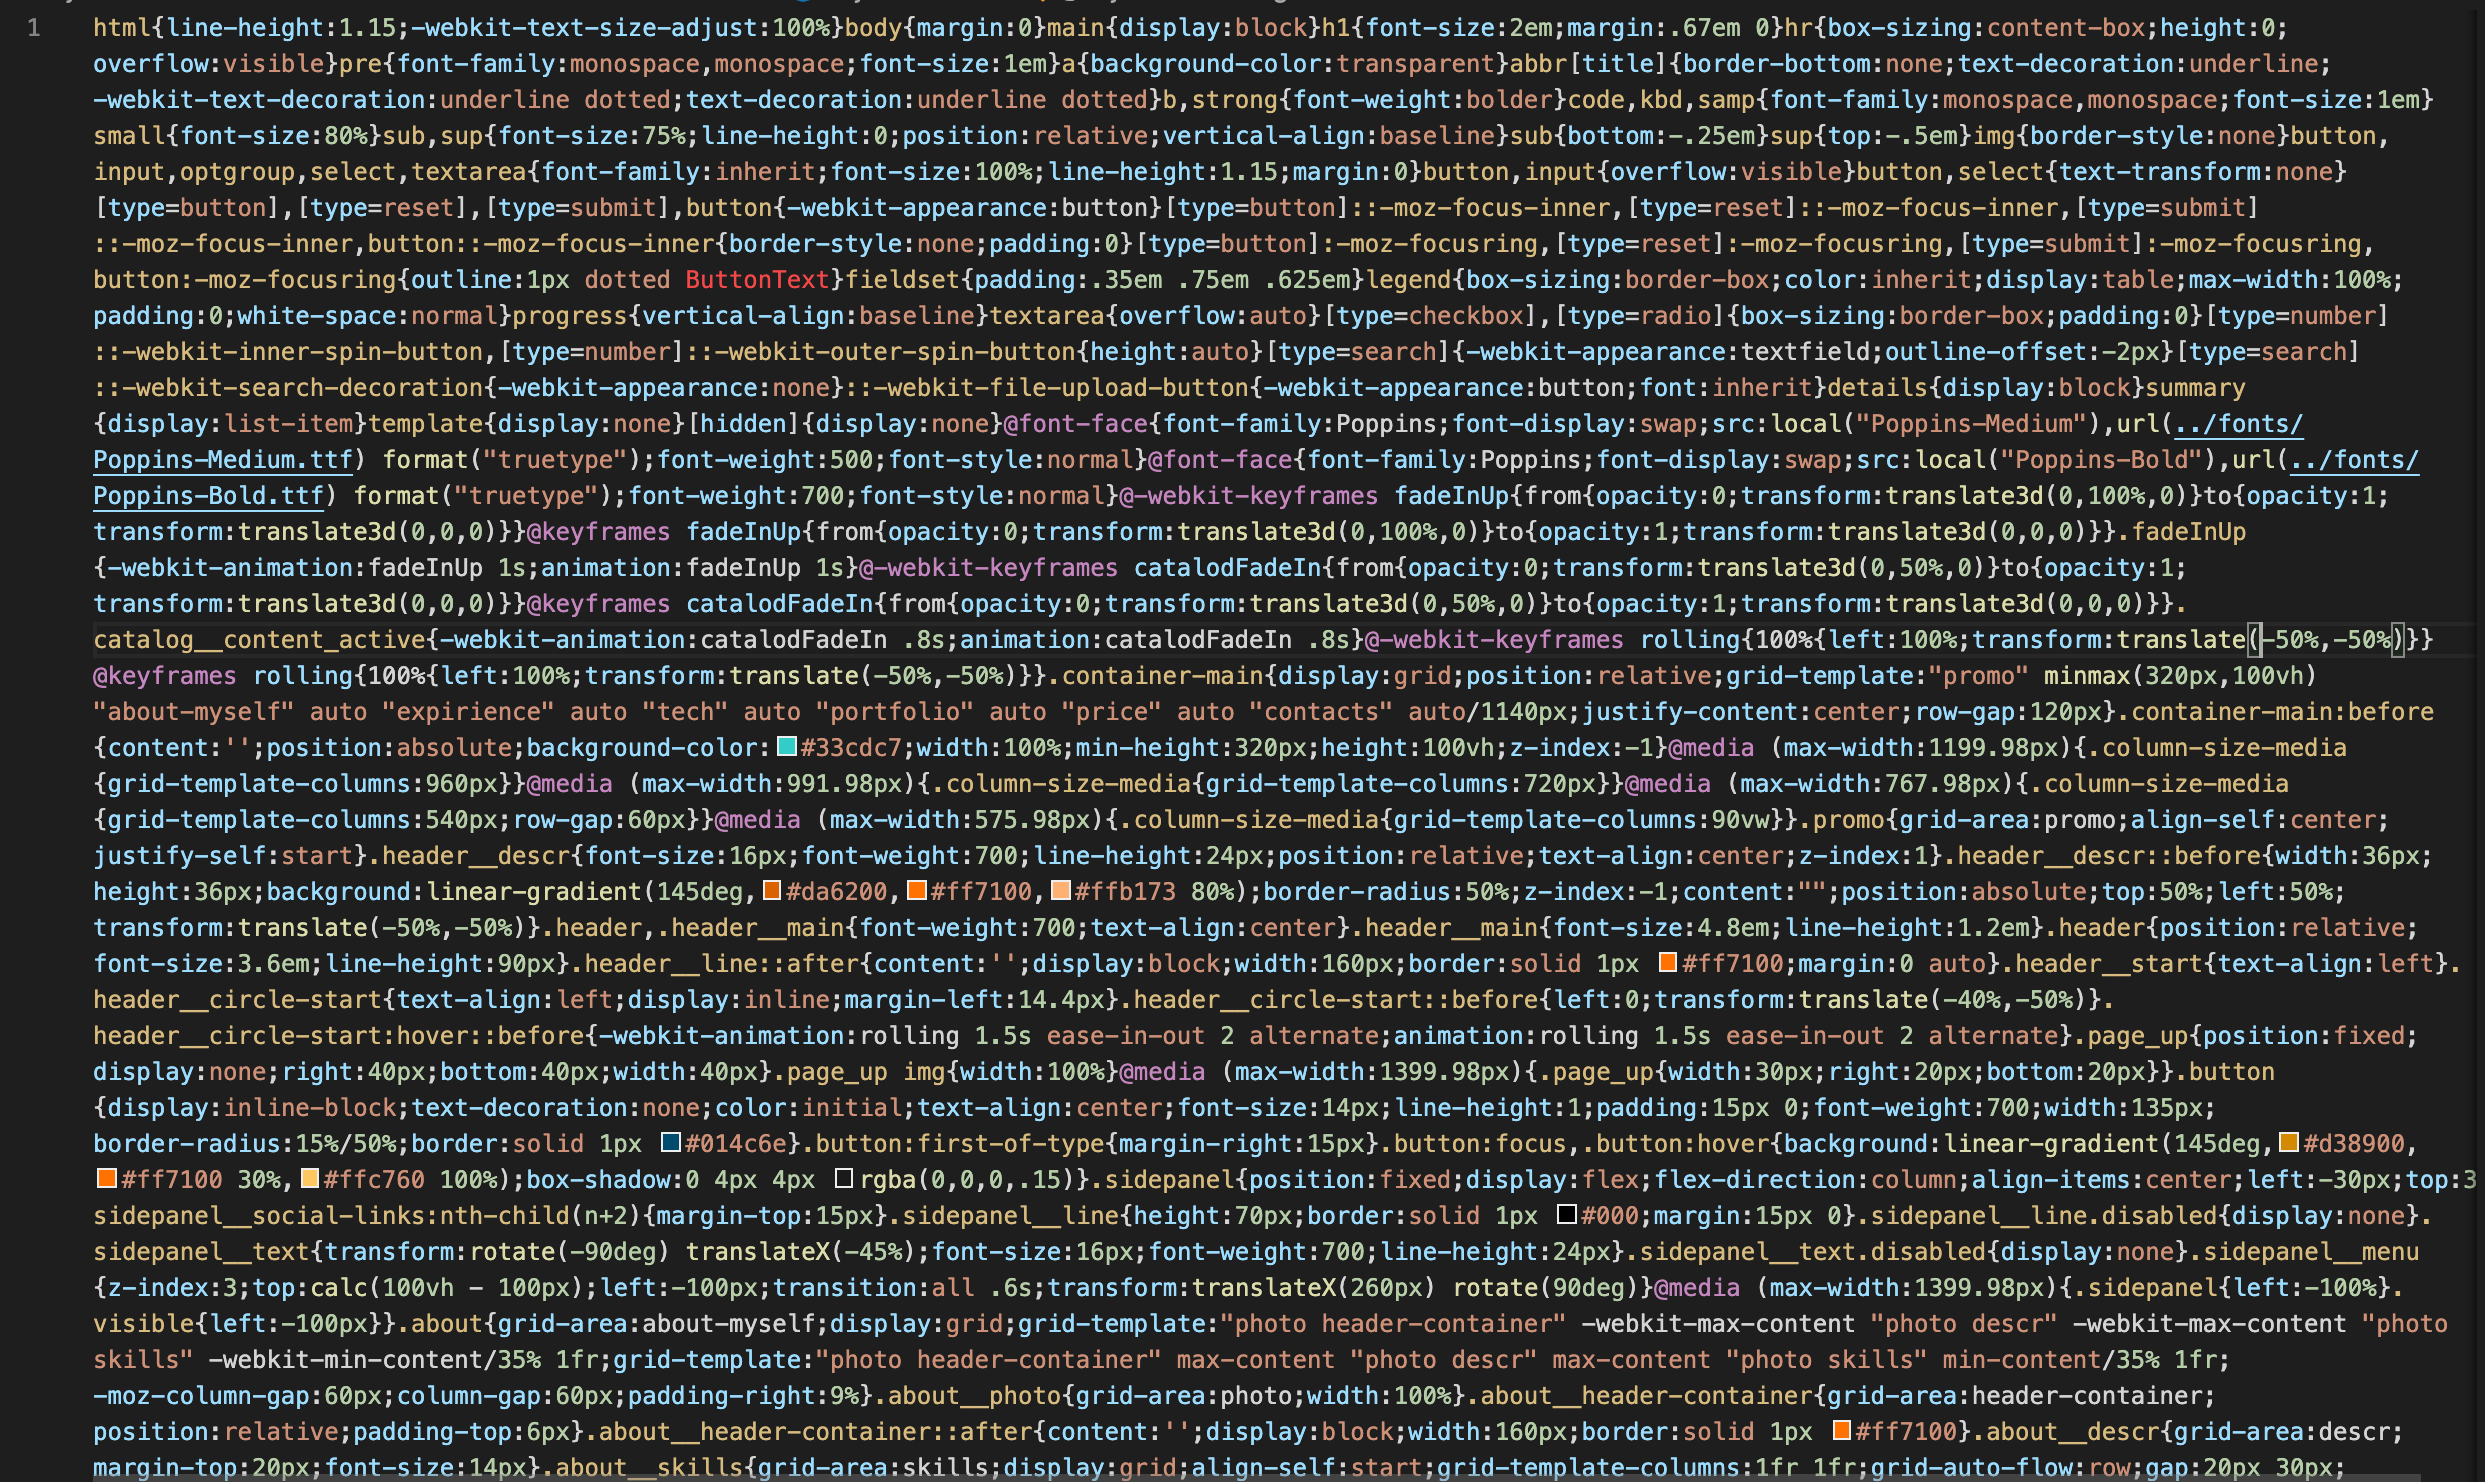 1 html{line-height:1.15;-webkit-text-size-adjust:100%}body{margin:0}main{display:block}h1{font-size:2em;margin:.67em 0}hr{box-sizing:content-box;height:0;
overflow:visible}pre{font-family:monospace,monospace;font-size:1em}a{background-color:transparent}abbr[title]{border-bottom:none;text-decoration:underline;
-webkit-text-decoration:underline dotted;text-decoration:underline dotted}b,strong{font-weight:bolder}code,kbd,samp{font-family:monospace,monospace;font-size:1em}
small{font-size:80%}sub,sup{font-size:75%;line-height:0;position:relative;vertical-align:baseline}sub{bottom:-.25em}sup{top:-.5em}img{border-style:none}button,
input,optgroup,select,textarea{font-family:inherit;font-size:100%;line-height:1.15;margin:0}button,input{overflow:visible}button,select{text-transform:none}
[type=button],[type=reset],[type=submit],button{-webkit-appearance:button}[type=button]::-moz-focus-inner,[type=reset]::-moz-focus-inner,[type=submit]
::-moz-focus-inner,button::-moz-focus-inner{border-style:none;padding:0}[type=button]:-moz-focusring,[type=reset]:-moz-focusring,[type=submit]:-moz-focusring,
button:-moz-focusring{outline:1px dotted ButtonText}fieldset{padding:.35em .75em .625em}legend{box-sizing:border-box;color:inherit;display:table;max-width:100%;
padding:0;white-space:normal}progress{vertical-align:baseline}textarea{overflow:auto}[type=checkbox],[type=radio]{box-sizing:border-box;padding:0}[type=number]
::-webkit-inner-spin-button,[type=number]::-webkit-outer-spin-button{height:auto}[type=search]{-webkit-appearance:textfield;outline-offset:-2px}[type=search]
::-webkit-search-decoration{-webkit-appearance:none}::-webkit-file-upload-button{-webkit-appearance:button;font:inherit}details{display:block}summary
{display:list-item}template{display:none}[hidden]{display:none}@font-face{font-family:Poppins;font-display:swap;src:local("Poppins-Medium"),url(../fonts/
Poppins-Medium.ttf) format("truetype");font-weight:500;font-style:normal}@font-face{font-family:Poppins;font-display:swap;src:local("Poppins-Bold"),url(../fonts/
Poppins-Bold.ttf) format("truetype");font-weight:700;font-style:normal}@-webkit-keyframes fadeInUp{from{opacity:0;transform:translate3d(0,100%,0)}to{opacity:1;
transform:translate3d(0,0,0)}}@keyframes fadeInUp{from{opacity:0;transform:translate3d(0,100%,0)}to{opacity:1;transform:translate3d(0,0,0)}}.fadeInUp
{-webkit-animation:fadeInUp 1s;animation:fadeInUp 1s}@-webkit-keyframes catalodFadeIn{from{opacity:0;transform:translate3d(0,50%,0)}to{opacity:1;
transform:translate3d(0,0,0)}}@keyframes catalodFadeIn{from{opacity:0;transform:translate3d(0,50%,0)}to{opacity:1;transform:translate3d(0,0,0)}}.
catalog__content_active{-webkit-animation:catalodFadeIn .8s;animation:catalodFadeIn .8s}@-webkit-keyframes rolling{100%{left:100%;transform:translate(-50%,-50%)}}
@keyframes rolling{100%{left:100%;transform:translate(-50%,-50%)}}.container-main{display:grid;position:relative;grid-template:"promo" minmax(320px,100vh)
"about-myself" auto "expirience" auto "tech" auto "portfolio" auto "price" auto "contacts" auto/1140px;justify-content:center;row-gap:120px}.container-main:before
{content:'';position:absolute;background-color:#33cdc7;width:100%;min-height:320px;height:100vh;z-index:-1}@media (max-width:1199.98px){.column-size-media
{grid-template-columns:960px}}@media (max-width:991.98px){.column-size-media{grid-template-columns:720px}}@media (max-width:767.98px){.column-size-media
{grid-template-columns:540px;row-gap:60px}}@media (max-width:575.98px){.column-size-media{grid-template-columns:90vw}}.promo{grid-area:promo;align-self:center;
justify-self:start}.header__descr{font-size:16px;font-weight:700;line-height:24px;position:relative;text-align:center;z-index:1}.header__descr::before{width:36px;
height:36px;background:linear-gradient(145deg,#da6200,#ff7100,#ffb173 80%);border-radius:50%;z-index:-1;content:"";position:absolute;top:50%;left:50%;
transform:translate(-50%,-50%)}.header,.header__main{font-weight:700;text-align:center}.header__main{font-size:4.8em;line-height:1.2em}.header{position:relative;
font-size:3.6em;line-height:90px}.header__line::after{content:'';display:block;width:160px;border:solid 1px #ff7100;margin:0 auto}.header__start{text-align:left}.
header__circle-start{text-align:left;display:inline;margin-left:14.4px}.header__circle-start::before{left:0;transform:translate(-40%,-50%)}.
header__circle-start:hover::before{-webkit-animation:rolling 1.5s ease-in-out 2 alternate;animation:rolling 1.5s ease-in-out 2 alternate}.page_up{position:fixed;
display:none;right:40px;bottom:40px;width:40px}.page_up img{width:100%}@media (max-width:1399.98px){.page_up{width:30px;right:20px;bottom:20px}}.button
{display:inline-block;text-decoration:none;color:initial;text-align:center;font-size:14px;line-height:1;padding:15px 0;font-weight:700;width:135px;
border-radius:15%/50%;border:solid 1px #014c6e}.button:first-of-type{margin-right:15px}.button:focus,.button:hover{background:linear-gradient(145deg,#d38900,
#ff7100 30%,#ffc760 100%);box-shadow:0 4px 4px rgba(0,0,0,.15)}.sidepanel{position:fixed;display:flex;flex-direction:column;align-items:center;left:-30px;top:3
sidepanel__social-links:nth-child(n+2){margin-top:15px}.sidepanel__line{height:70px;border:solid 1px #000;margin:15px 0}.sidepanel__line.disabled{display:none}.
sidepanel__text{transform:rotate(-90deg) translateX(-45%);font-size:16px;font-weight:700;line-height:24px}.sidepanel__text.disabled{display:none}.sidepanel__menu
{z-index:3;top:calc(100vh - 100px);left:-100px;transition:all .6s;transform:translateX(260px) rotate(90deg)}@media (max-width:1399.98px){.sidepanel{left:-100%}.
visible{left:-100px}}.about{grid-area:about-myself;display:grid;grid-template:"photo header-container" -webkit-max-content "photo descr" -webkit-max-content "photo
skills" -webkit-min-content/35% 1fr;grid-template:"photo header-container" max-content "photo descr" max-content "photo skills" min-content/35% 1fr;
-moz-column-gap:60px;column-gap:60px;padding-right:9%}.about__photo{grid-area:photo;width:100%}.about__header-container{grid-area:header-container;
position:relative;padding-top:6px}.about__header-container::after{content:'';display:block;width:160px;border:solid 1px #ff7100}.about__descr{grid-area:descr;
margin-top:20px;font-size:14px}.about__skills{grid-area:skills;display:grid;align-self:start;grid-template-columns:1fr 1fr;grid-auto-flow:row;gap:20px 30px;